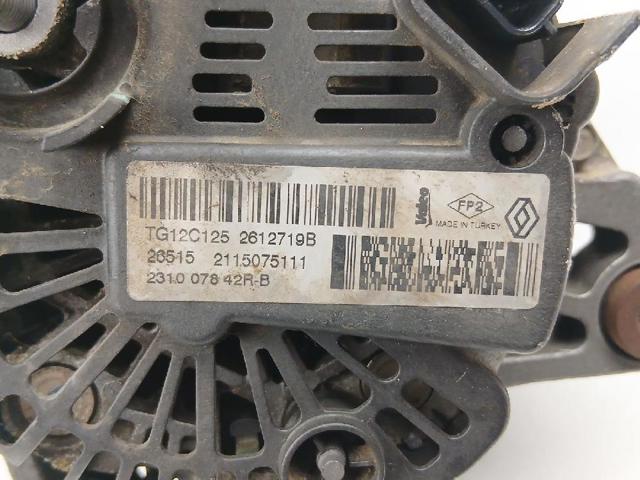 Valeo
FP2
MADE IN TURKEY
TG12C125 2612719B
26515 2115075111
2310 078 42R-B